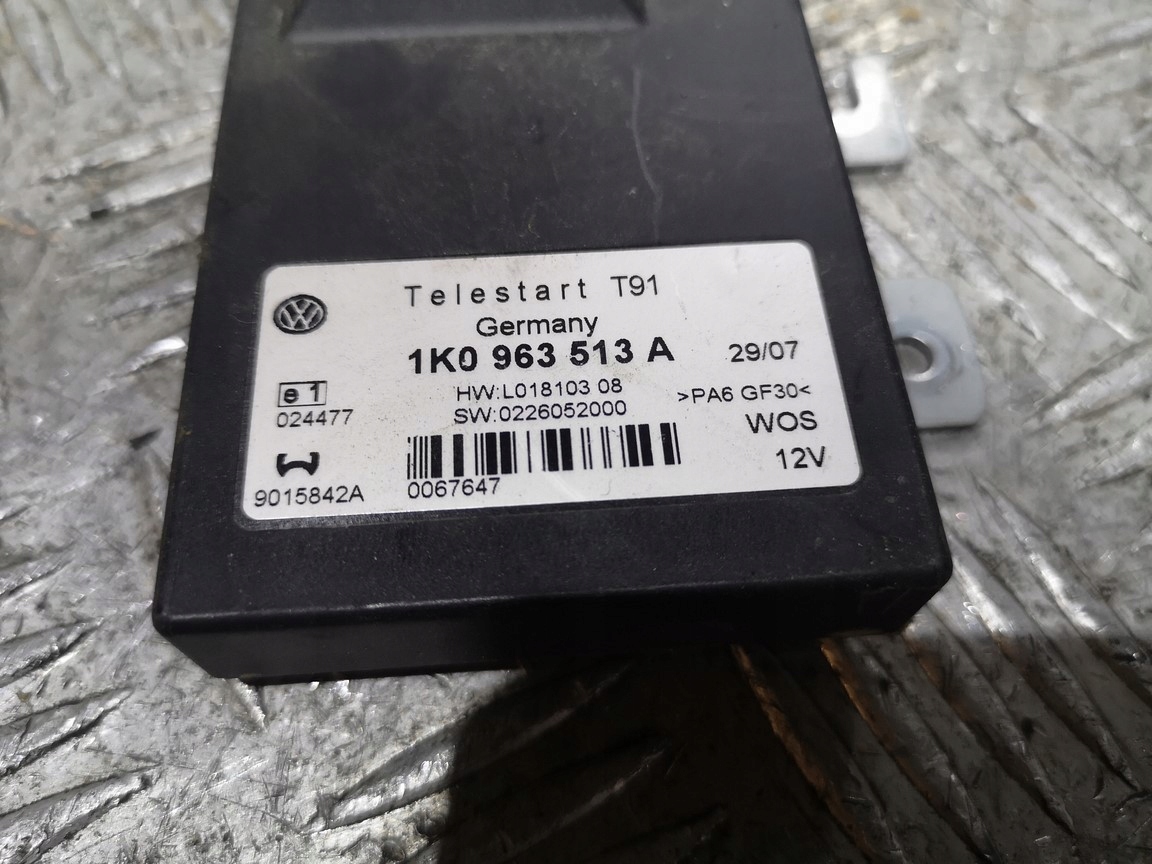 Telestart T91
Germany
1K0 963 513 A 29/07
e1 HW:L018103 08 >PA6 GF30<
024477 SW:0226052000 WOS
9015842A 0067647 12V